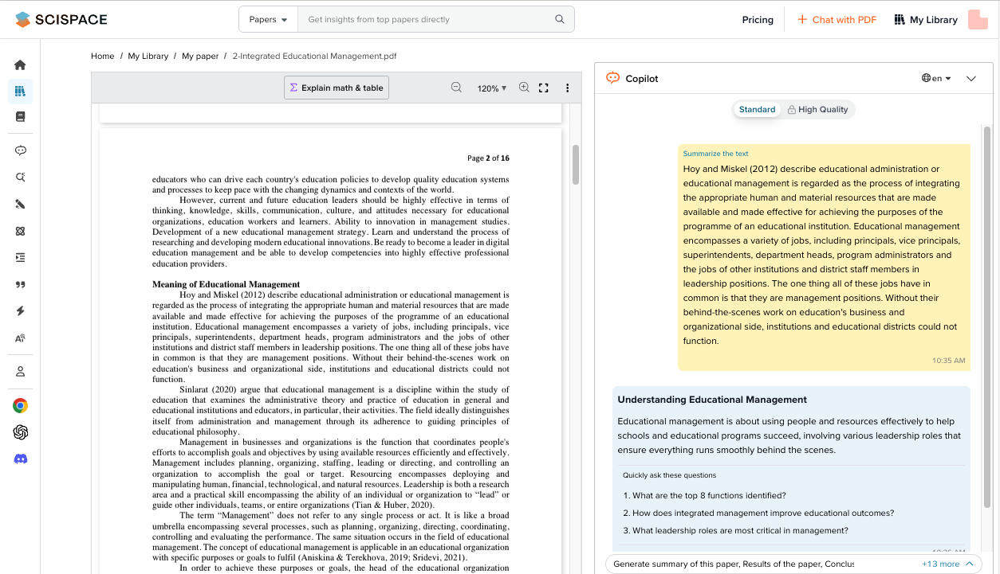 SCISPACE
Papers
Get insights from top papers directly
Pricing
Chat with PDF
My Library
Home / My Library / My paper / 2-Integrated Educational Management.pdf
Σ Explain math & table
120%
Page 2 of 16
educators who can drive each country's education policies to develop quality education systems
and processes to keep pace with the changing dynamics and contexts of the world.
However, current and future education leaders should be highly effective in terms of
thinking, knowledge, skills, communication, culture, and attitudes necessary for educational
organizations, education workers and learners. Ability to innovation in management studies.
Development of a new educational management strategy. Learn and understand the process of
researching and developing modern educational innovations. Be ready to become a leader in digital
education management and be able to develop competencies into highly effective professional
education providers.
Meaning of Educational Management
Hoy and Miskel (2012) describe educational administration or educational management is
regarded as the process of integrating the appropriate human and material resources that are made
available and made effective for achieving the purposes of the programme of an educational
institution. Educational management encompasses a variety of jobs, including principals, vice
principals, superintendents, department heads, program administrators and the jobs of other
institutions and district staff members in leadership positions. The one thing all of these jobs have
in common is that they are management positions. Without their behind-the-scenes work on
education's business and organizational side, institutions and educational districts could not
function.
Sinlarat (2020) argue that educational management is a discipline within the study of
education that examines the administrative theory and practice of education in general and
educational institutions and educators, in particular, their activities. The field ideally distinguishes
itself from administration and management through its adherence to guiding principles of
educational philosophy.
Management in businesses and organizations is the function that coordinates people's
efforts to accomplish goals and objectives by using available resources efficiently and effectively.
Management includes planning, organizing, staffing, leading or directing, and controlling an
organization to accomplish the goal or target. Resourcing encompasses deploying and
manipulating human, financial, technological, and natural resources. Leadership is both a research
area and a practical skill encompassing the ability of an individual or organization to “lead” or
guide other individuals, teams, or entire organizations (Tian & Huber, 2020).
The term “Management” does not refer to any single process or act. It is like a broad
umbrella encompassing several processes, such as planning, organizing, directing, coordinating,
controlling and evaluating the performance. The same situation occurs in the field of educational
management. The concept of educational management is applicable in an educational organization
with specific purposes or goals to fulfil (Aniskina & Terekhova, 2019; Sridevi, 2021).
In order to achieve these purposes or goals, the head of the educational organization
Copilot
en
Standard
High Quality
Summarize the text
Hoy and Miskel (2012) describe educational administration or
educational management is regarded as the process of integrating
the appropriate human and material resources that are made
available and made effective for achieving the purposes of the
programme of an educational institution. Educational management
encompasses a variety of jobs, including principals, vice principals,
superintendents, department heads, program administrators and
the jobs of other institutions and district staff members in
leadership positions. The one thing all of these jobs have in
common is that they are management positions. Without their
behind-the-scenes work on education's business and
organizational side, institutions and educational districts could not
function.
10:35 AM
Understanding Educational Management
Educational management is about using people and resources effectively to help
schools and educational programs succeed, involving various leadership roles that
ensure everything runs smoothly behind the scenes.
Quickly ask these questions
1. What are the top 8 functions identified?
2. How does integrated management improve educational outcomes?
3. What leadership roles are most critical in management?
Generate summary of this paper, Results of the paper, Conclus
+13 more